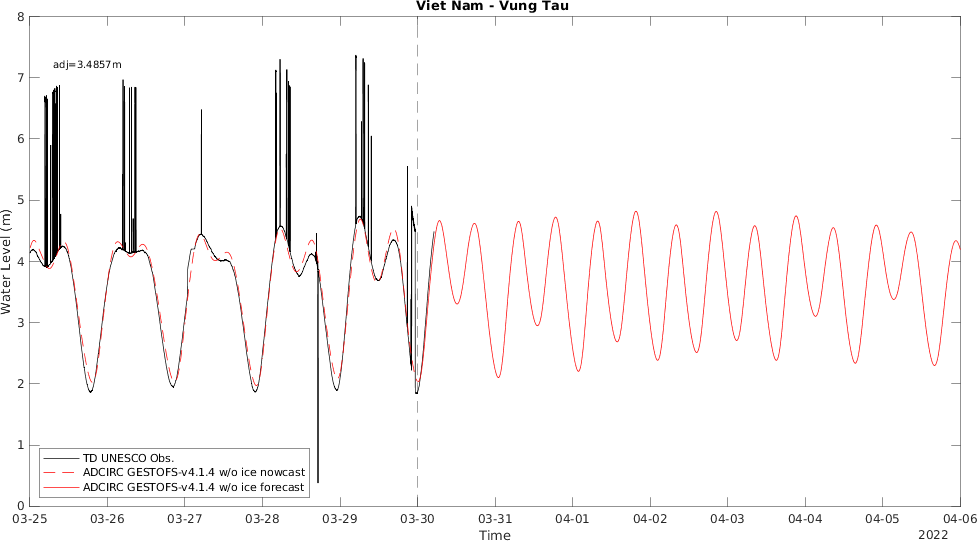 Viet Nam - Vung Tau
8
7
6
5
4
3
2
1
0
Water Level (m)
adj=3.4857m
TD UNESCO Obs.
ADCIRC GESTOFS-v4.1.4 w/o ice nowcast
ADCIRC GESTOFS-v4.1.4 w/o ice forecast
03-25 03-26 03-27 03-28 03-29 03-30 03-31 04-01 04-02 04-03 04-04 04-05 04-06
Time
2022